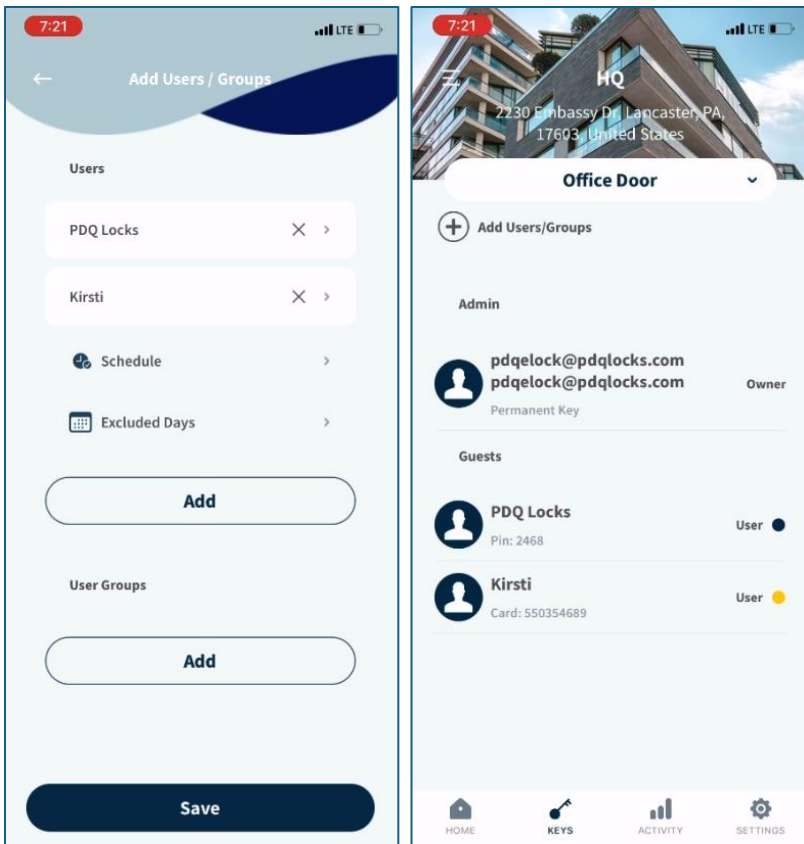 7:21
LTE
Add Users / Groups
Users
PDQ Locks
Kirsti
Schedule
Excluded Days
Add
User Groups
Add
Save
7:21
LTE
HQ
2230 Embassy Dr, Lancaster, PA,
17603, United States
Office Door
Add Users/Groups
Admin
pdqelock@pdqlocks.com
pdqelock@pdqlocks.com
Owner
Permanent Key
Guests
PDQ Locks
User
Pin: 2468
Kirsti
User
Card: 550354689
HOME
KEYS
ACTIVITY
SETTINGS